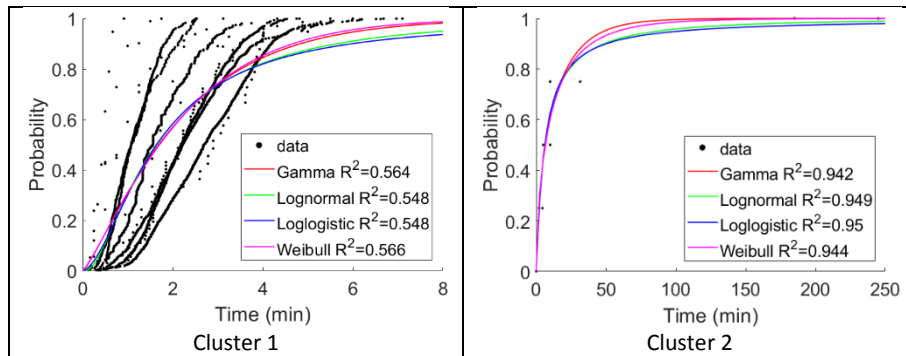 1
0.8
0.6
0.4
0.2
0
Probability
data
Gamma R²=0.564
Lognormal R²=0.548
Loglogistic R²=0.548
Weibull R²=0.566
0 2 4 6 8
Time (min)
Cluster 1
1
0.8
0.6
0.4
0.2
0
Probability
data
Gamma R²=0.942
Lognormal R²=0.949
Loglogistic R²=0.95
Weibull R²=0.944
0 50 100 150 200 250
Time (min)
Cluster 2